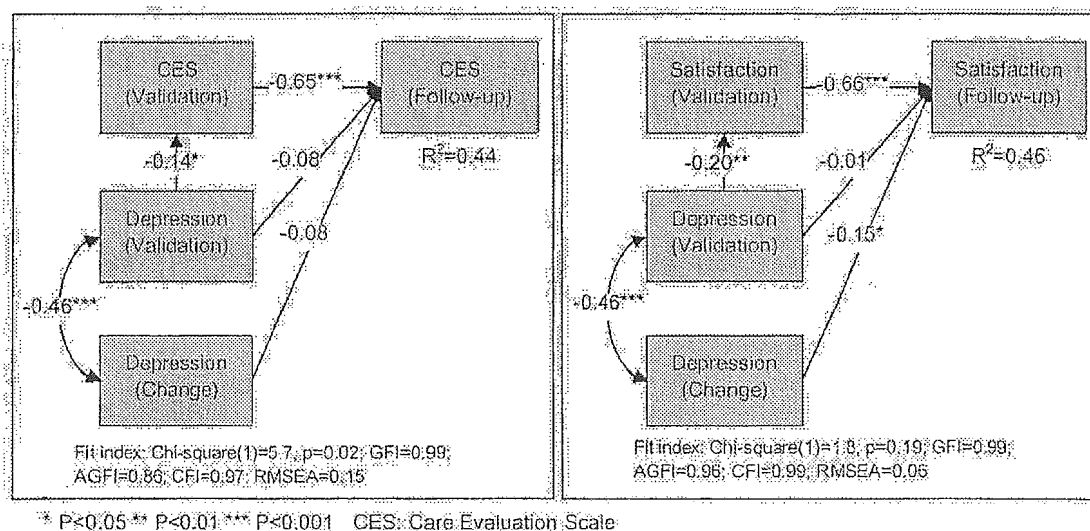 CES
(Validation)
-0.65***
CES
(Follow-up)
R²=0.44
-0.14*
-0.08
Depression
(Validation)
-0.08
-0.46***
Depression
(Change)
Fit index: Chi-square(1)=5.7, p=0.02; GFI=0.99;
AGFI=0.86; CFI=0.97; RMSEA=0.15
Satisfaction
(Validation)
-0.66***
Satisfaction
(Follow-up)
R²=0.46
-0.20**
-0.01
Depression
(Validation)
-0.15*
-0.46***
Depression
(Change)
Fit index: Chi-square(1)=1.8, p=0.19; GFI=0.99;
AGFI=0.96; CFI=0.99; RMSEA=0.06
* P<0.05 ** P<0.01 *** P<0.001 CES: Care Evaluation Scale